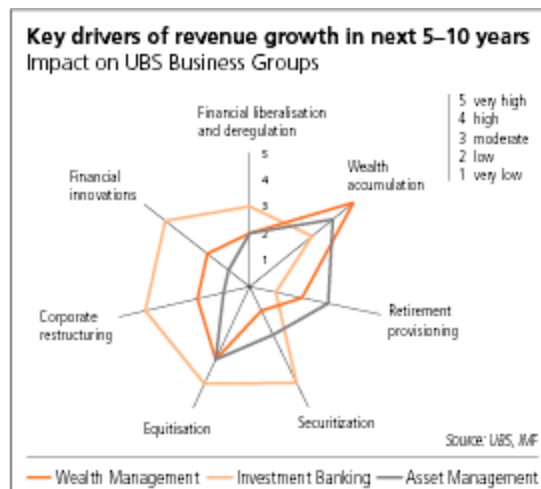 Key drivers of revenue growth in next 5–10 years
Impact on UBS Business Groups
Financial liberalisation
and deregulation
5 very high
4 high
3 moderate
2 low
1 very low
5
4
3
2
1
Wealth
accumulation
Financial
innovations
Corporate
restructuring
Retirement
provisioning
Equitisation
Securitization
Source: UBS, IMF
Wealth Management
Investment Banking
Asset Management